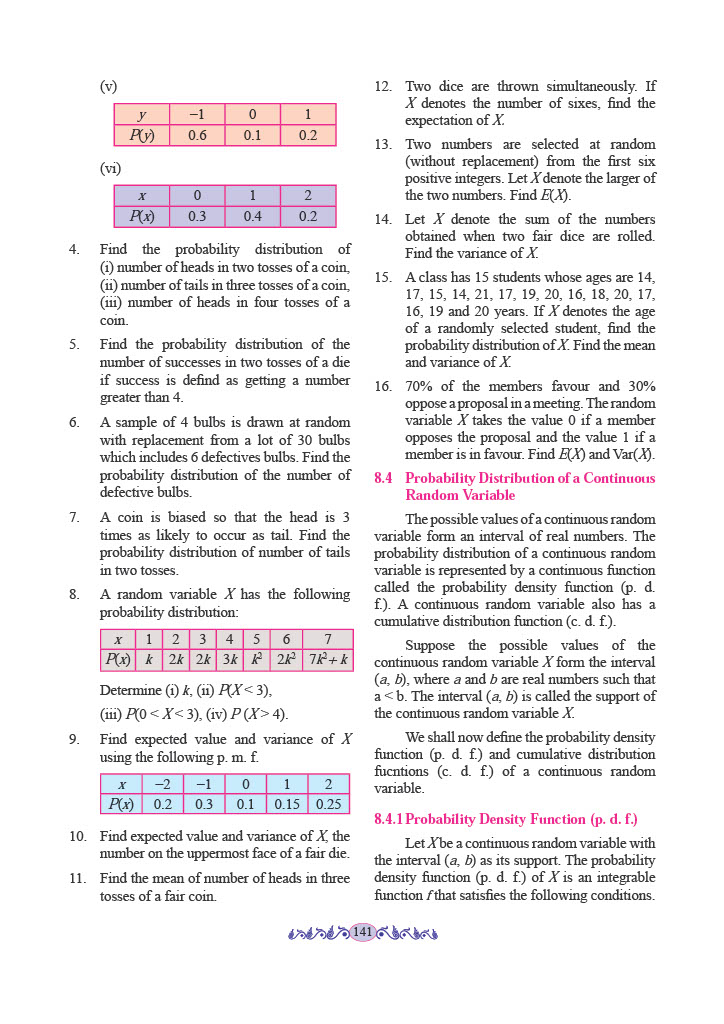 (v)
y −1 0 1
P(y) 0.6 0.1 0.2
(vi)
x 0 1 2
P(x) 0.3 0.4 0.2
4. Find the probability distribution of
(i) number of heads in two tosses of a coin,
(ii) number of tails in three tosses of a coin,
(iii) number of heads in four tosses of a
coin.
5. Find the probability distribution of the
number of successes in two tosses of a die
if success is defind as getting a number
greater than 4.
6. A sample of 4 bulbs is drawn at random
with replacement from a lot of 30 bulbs
which includes 6 defectives bulbs. Find the
probability distribution of the number of
defective bulbs.
7. A coin is biased so that the head is 3
times as likely to occur as tail. Find the
probability distribution of number of tails
in two tosses.
8. A random variable X has the following
probability distribution:
x 1 2 3 4 5 6 7
P(x) k 2k 2k 3k k² 2k² 7k² + k
Determine (i) k, (ii) P(X < 3),
(iii) P(0 < X < 3), (iv) P (X > 4).
9. Find expected value and variance of X
using the following p. m. f.
x −2 −1 0 1 2
P(x) 0.2 0.3 0.1 0.15 0.25
10. Find expected value and variance of X, the
number on the uppermost face of a fair die.
11. Find the mean of number of heads in three
tosses of a fair coin.
12. Two dice are thrown simultaneously. If
X denotes the number of sixes, find the
expectation of X.
13. Two numbers are selected at random
(without replacement) from the first six
positive integers. Let X denote the larger of
the two numbers. Find E(X).
14. Let X denote the sum of the numbers
obtained when two fair dice are rolled.
Find the variance of X.
15. A class has 15 students whose ages are 14,
17, 15, 14, 21, 17, 19, 20, 16, 18, 20, 17,
16, 19 and 20 years. If X denotes the age
of a randomly selected student, find the
probability distribution of X. Find the mean
and variance of X.
16. 70% of the members favour and 30%
oppose a proposal in a meeting. The random
variable X takes the value 0 if a member
opposes the proposal and the value 1 if a
member is in favour. Find E(X) and Var(X).
8.4 Probability Distribution of a Continuous
Random Variable
The possible values of a continuous random
variable form an interval of real numbers. The
probability distribution of a continuous random
variable is represented by a continuous function
called the probability density function (p. d.
f.). A continuous random variable also has a
cumulative distribution function (c. d. f.).
Suppose the possible values of the
continuous random variable X form the interval
(a, b), where a and b are real numbers such that
a < b. The interval (a, b) is called the support of
the continuous random variable X.
We shall now define the probability density
function (p. d. f.) and cumulative distribution
fucntions (c. d. f.) of a continuous random
variable.
8.4.1 Probability Density Function (p. d. f.)
Let X be a continuous random variable with
the interval (a, b) as its support. The probability
density function (p. d. f.) of X is an integrable
function f that satisfies the following conditions.
141